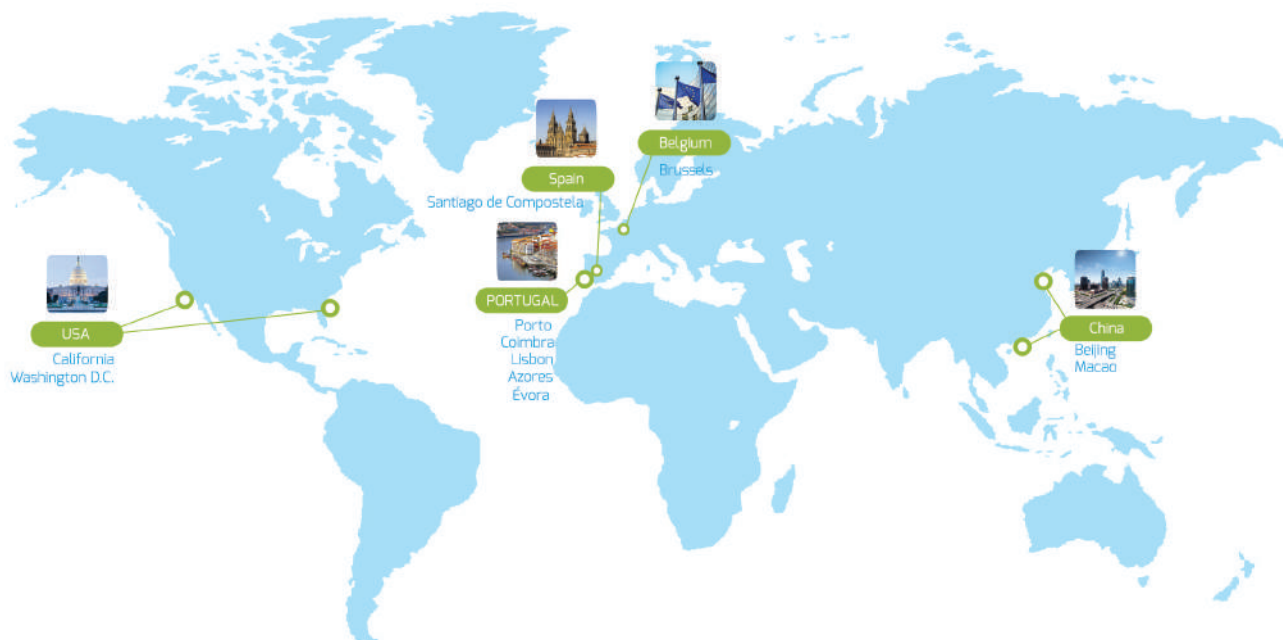 Belgium
Brussels
Spain
Santiago de Compostela
PORTUGAL
Porto
Coimbra
Lisbon
Azores
Évora
USA
California
Washington D.C.
China
Beijing
Macao